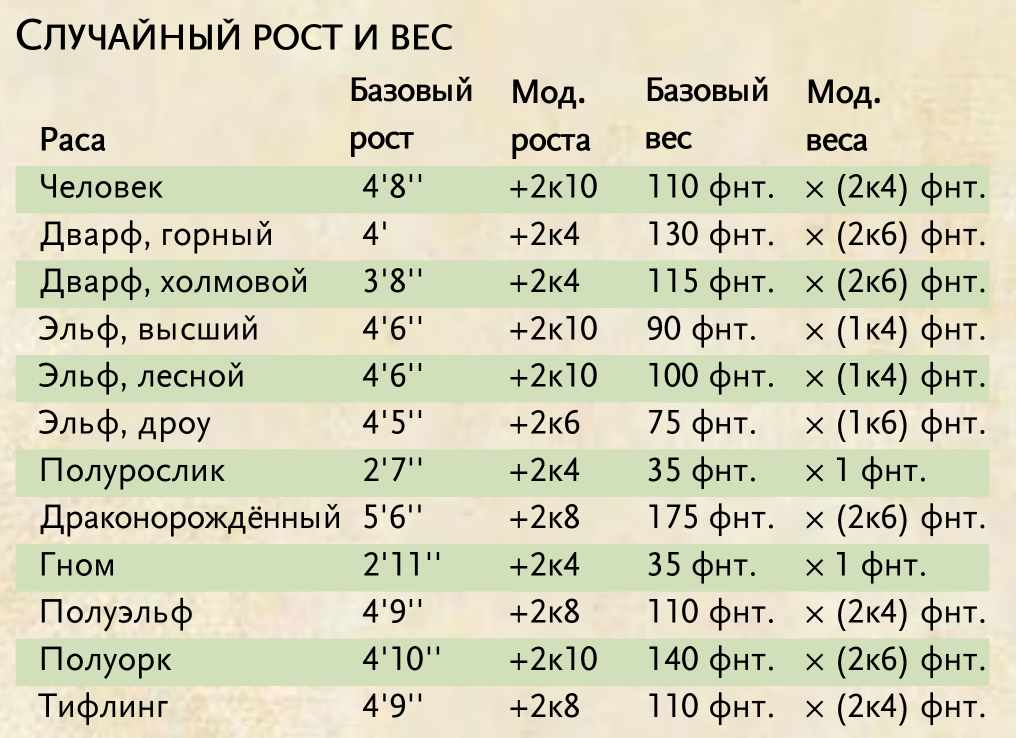 Случайный рост и вес
Раса Базовый рост Мод. роста Базовый вес Мод. веса
Человек 4'8'' +2к10 110 фнт. × (2к4) фнт.
Дварф, горный 4' +2к4 130 фнт. × (2к6) фнт.
Дварф, холмовой 3'8'' +2к4 115 фнт. × (2к6) фнт.
Эльф, высший 4'6'' +2к10 90 фнт. × (1к4) фнт.
Эльф, лесной 4'6'' +2к10 100 фнт. × (1к4) фнт.
Эльф, дроу 4'5'' +2к6 75 фнт. × (1к6) фнт.
Полурослик 2'7'' +2к4 35 фнт. × 1 фнт.
Драконорождённый 5'6'' +2к8 175 фнт. × (2к6) фнт.
Гном 2'11'' +2к4 35 фнт. × 1 фнт.
Полуэльф 4'9'' +2к8 110 фнт. × (2к4) фнт.
Полуорк 4'10'' +2к10 140 фнт. × (2к6) фнт.
Тифлинг 4'9'' +2к8 110 фнт. × (2к4) фнт.